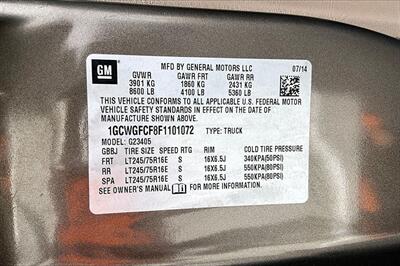 GM
MFD BY GENERAL MOTORS LLC 07/14
GVWR GAWR FRT GAWR RR
3901 KG 1860 KG 2431 KG
8600 LB 4100 LB 5360 LB
THIS VEHICLE CONFORMS TO ALL APPLICABLE U.S. FEDERAL MOTOR
VEHICLE SAFETY STANDARDS IN EFFECT ON THE DATE OF
MANUFACTURE SHOWN ABOVE.
1GCWGFCF8F1101072 TYPE: TRUCK
MODEL: G23405
GBBJ TIRE SIZE SPEED RTG RIM COLD TIRE PRESSURE
FRT LT245/75R16E S 16X6.5J 340KPA(50PSI)
RR LT245/75R16E S 16X6.5J 550KPA(80PSI)
SPA LT245/75R16E S 16X6.5J 550KPA(80PSI)
SEE OWNER'S MANUAL FOR ADDITIONAL INFORMATION.